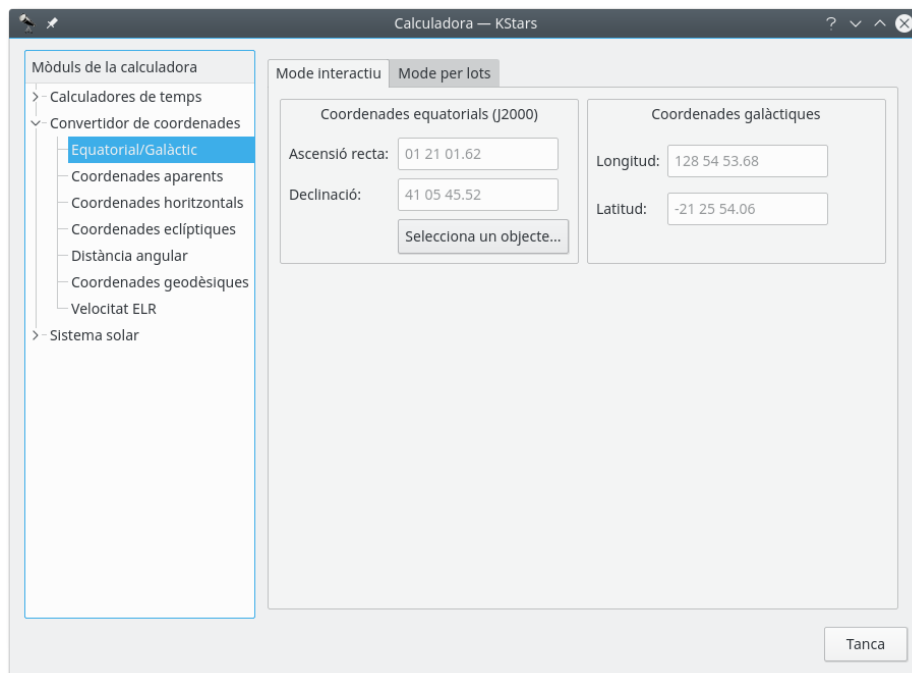 Calculadora — KStars
Mòduls de la calculadora
Calculadores de temps
Convertidor de coordenades
Equatorial/Galàctic
Coordenades aparents
Coordenades horitzontals
Coordenades eclíptiques
Distància angular
Coordenades geodèsiques
Velocitat ELR
Sistema solar
Mode interactiu
Mode per lots
Coordenades equatorials (J2000)
Ascensió recta: 01 21 01.62
Declinació: 41 05 45.52
Selecciona un objecte...
Coordenades galàctiques
Longitud: 128 54 53.68
Latitud: -21 25 54.06
Tanca